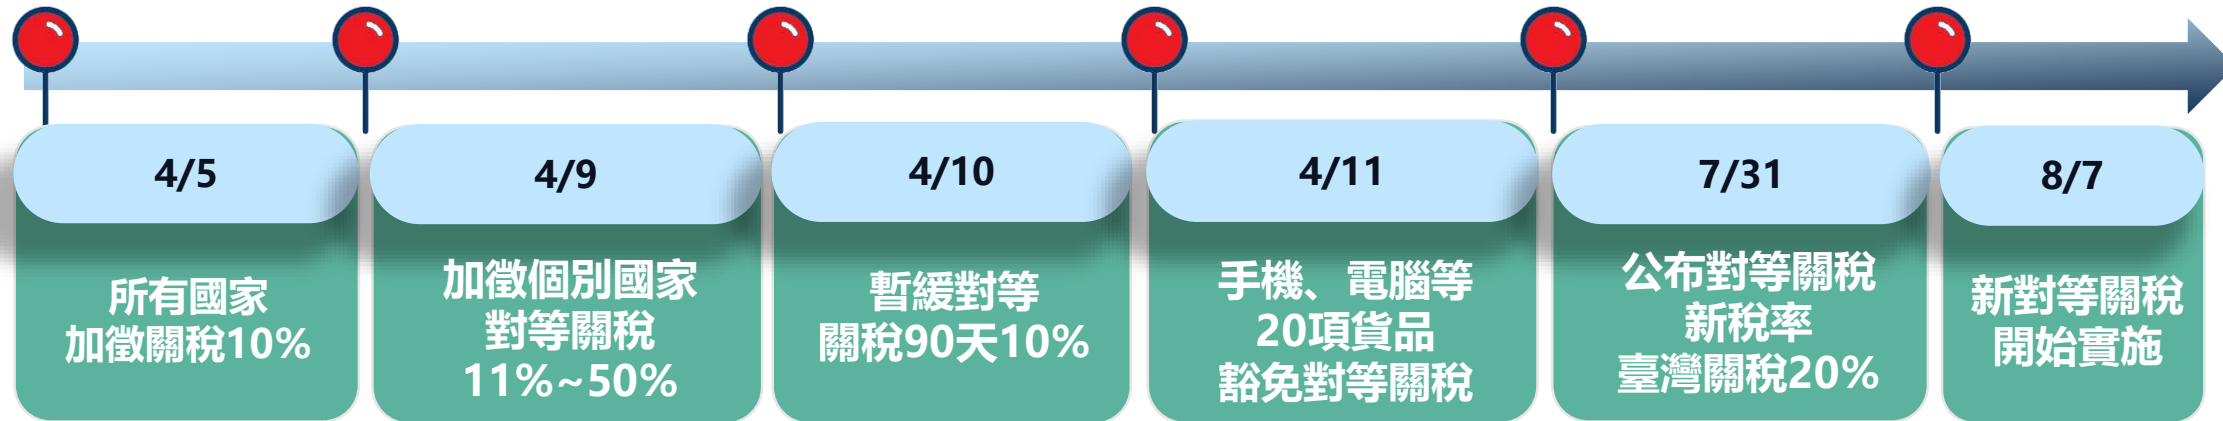 4/5
所有國家
加徵關稅10%
4/9
加徵個別國家
對等關稅
11%~50%
4/10
暫緩對等
關稅90天10%
4/11
手機、電腦等
20項貨品
豁免對等關稅
7/31
公布對等關稅
新稅率
臺灣關稅20%
8/7
新對等關稅
開始實施